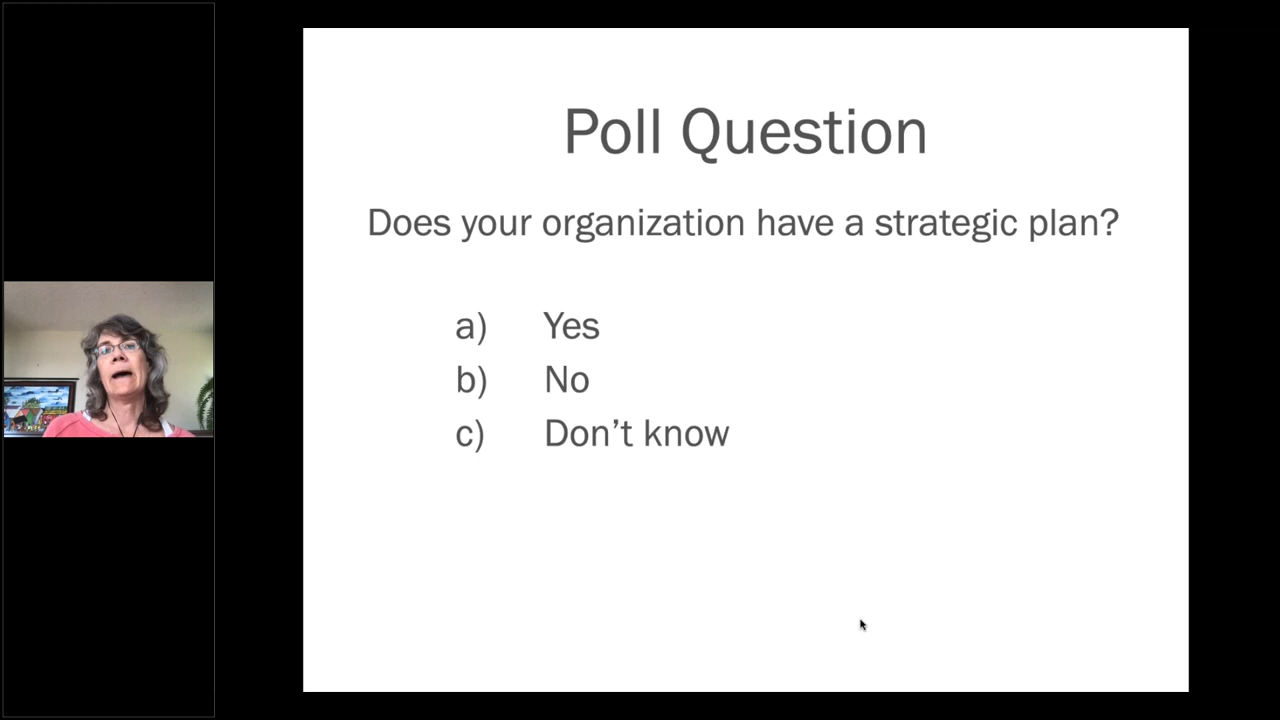 Poll Question
Does your organization have a strategic plan?
a) Yes
b) No
c) Don’t know